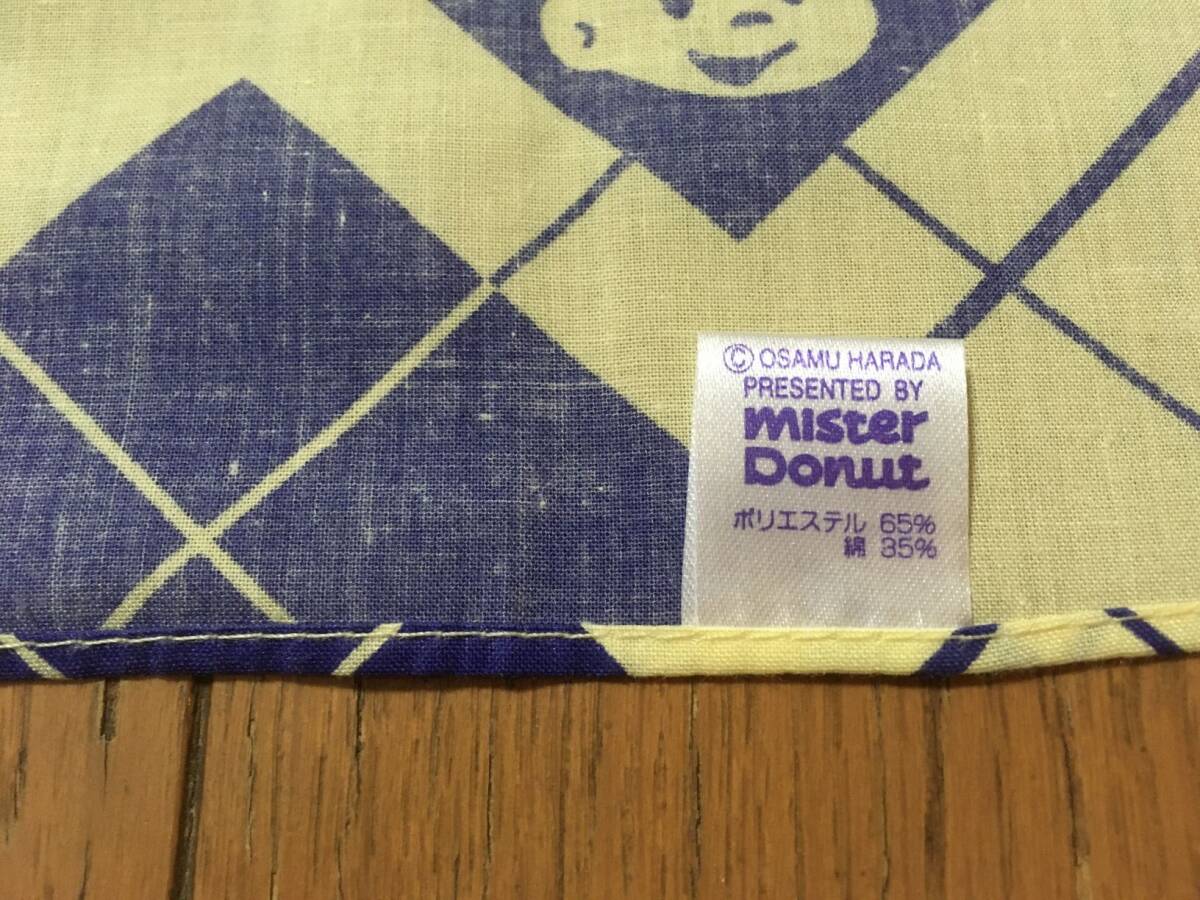 © OSAMU HARADA
PRESENTED BY
mister
Donut
ポリエステル 65%
綿 35%